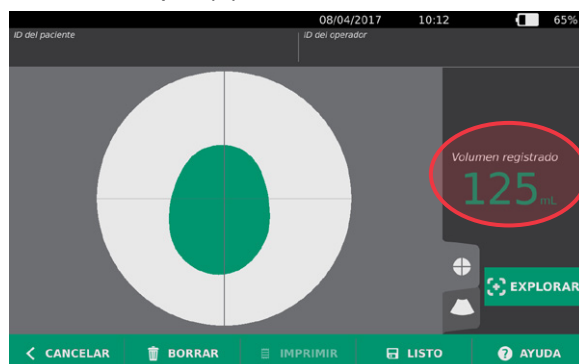 08/04/2017 10:12 65%
ID del paciente ID del operador
Volumen registrado
125 mL
EXPLORAR
CANCELAR BORRAR IMPRIMIR LISTO AYUDA